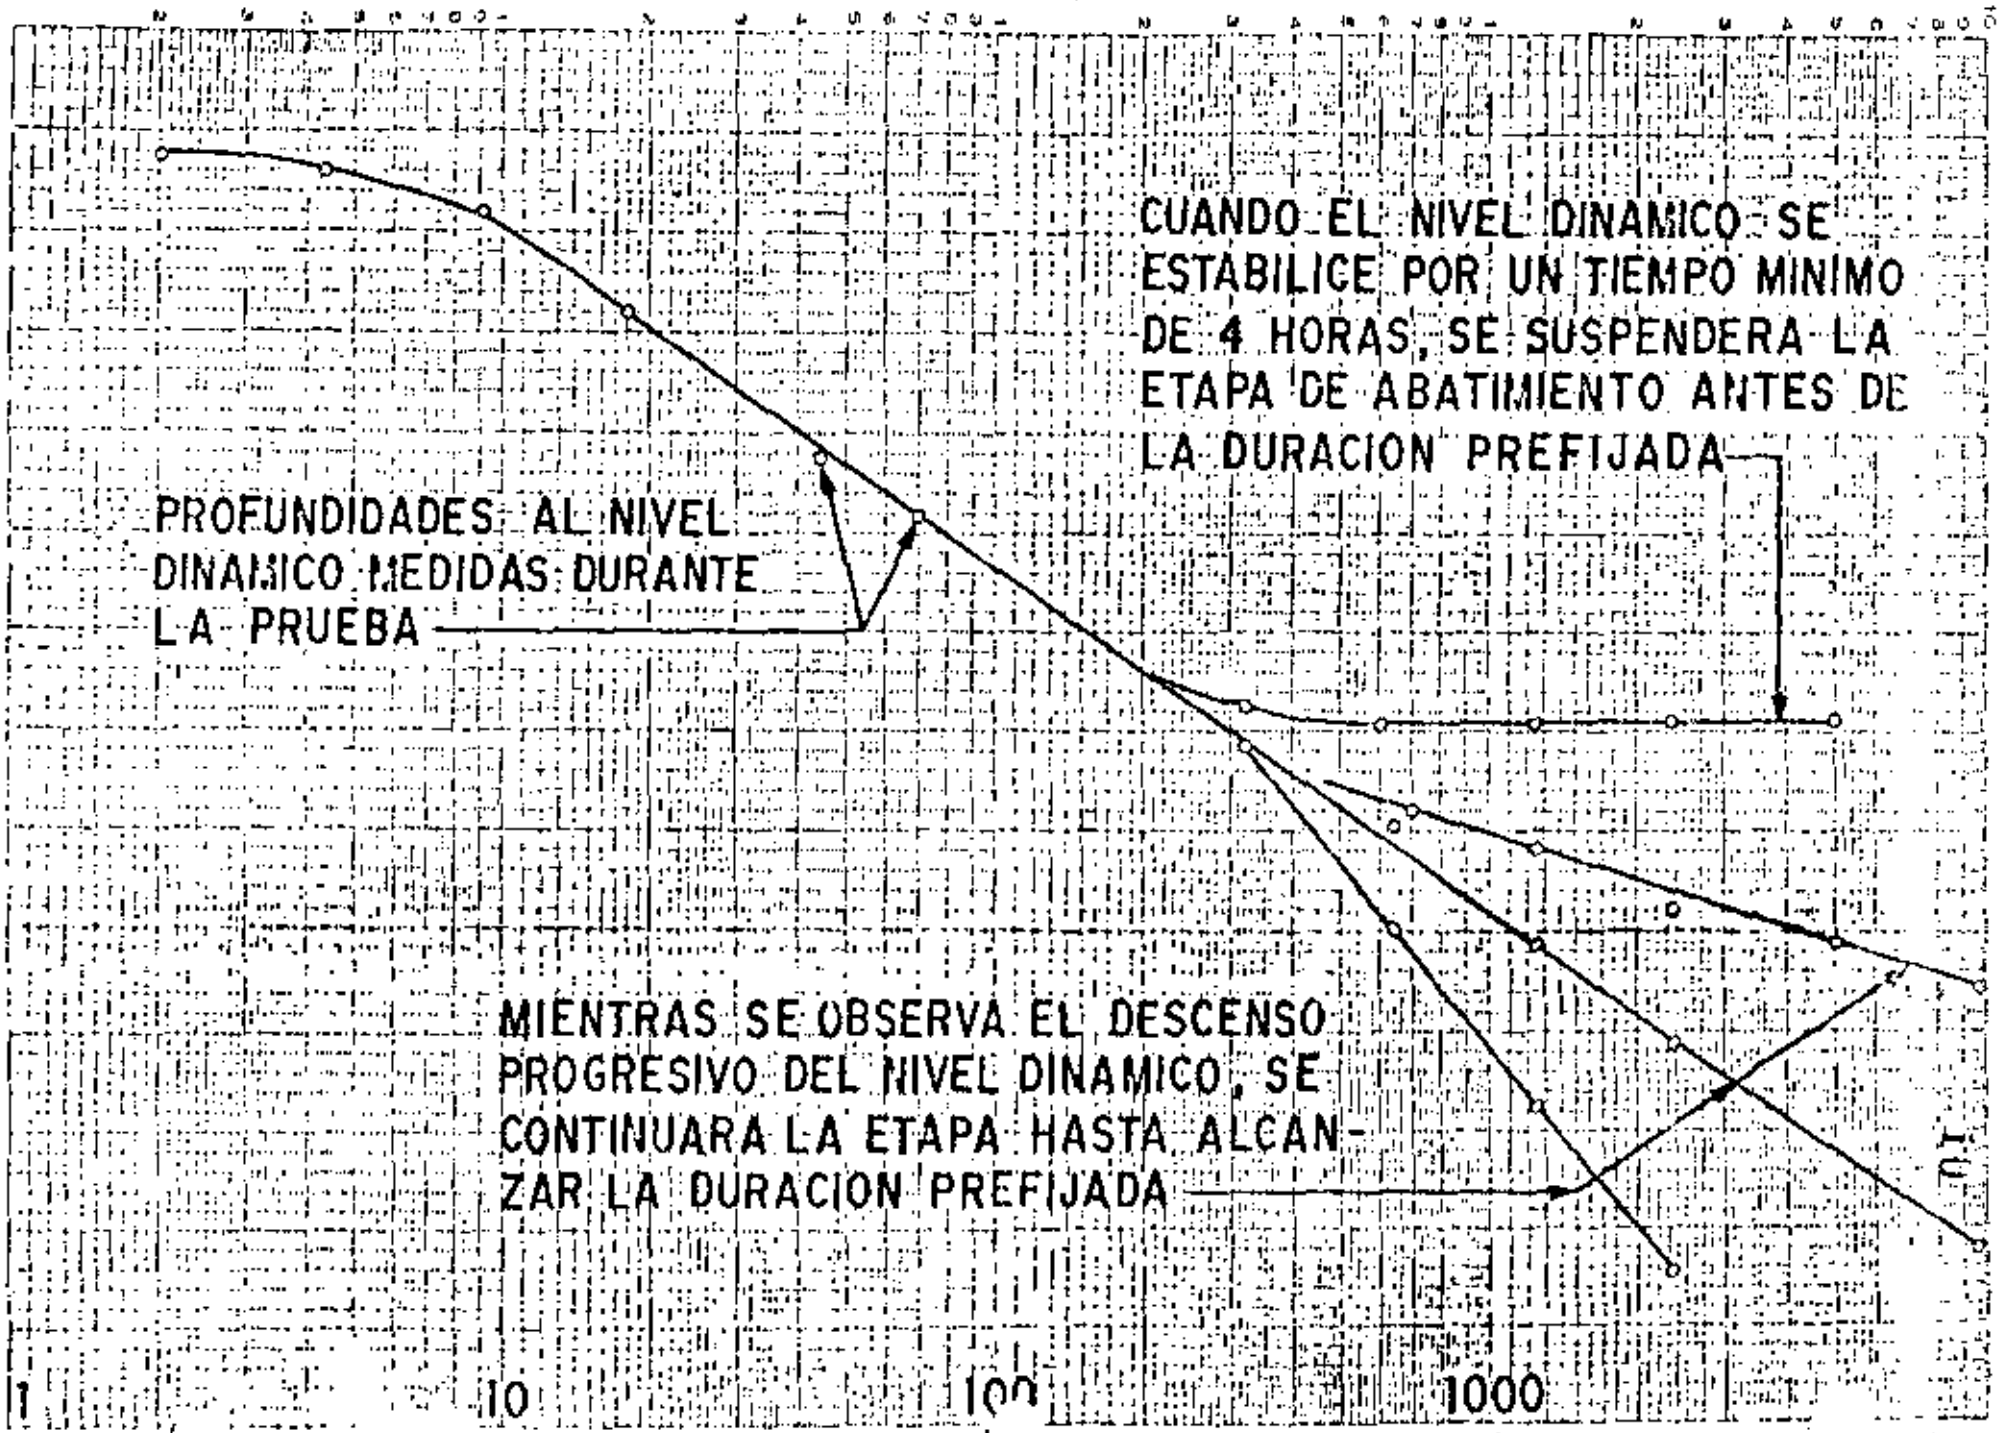 CUANDO EL NIVEL DINAMICO SE
ESTABILICE POR UN TIEMPO MINIMO
DE 4 HORAS, SE SUSPENDERA LA
ETAPA DE ABATIMIENTO ANTES DE
LA DURACION PREFIJADA
PROFUNDIDADES AL NIVEL
DINAMICO MEDIDAS DURANTE
LA PRUEBA
MIENTRAS SE OBSERVA EL DESCENSO
PROGRESIVO DEL NIVEL DINAMICO, SE
CONTINUARA LA ETAPA HASTA ALCAN-
ZAR LA DURACION PREFIJADA
1 10 100 1000